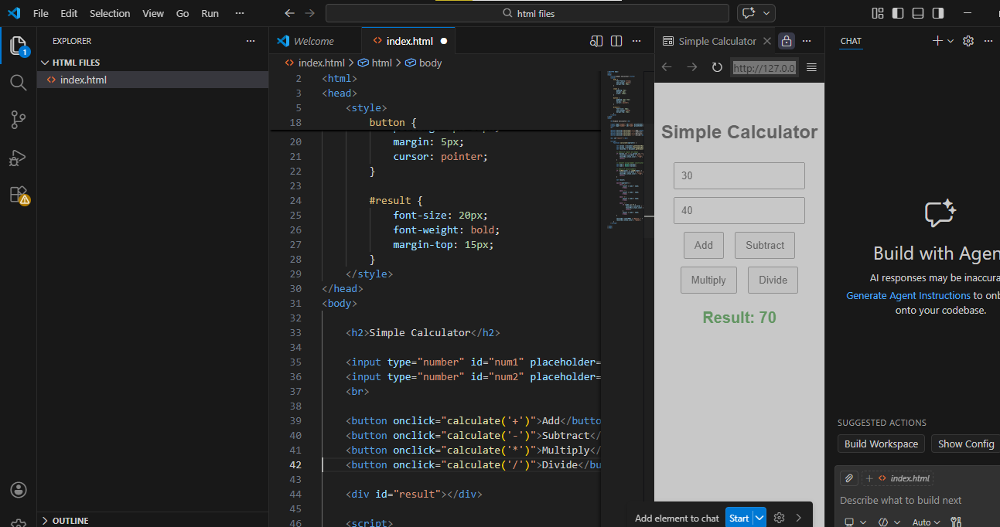 File Edit Selection View Go Run ··· html files
EXPLORER ···
HTML FILES
index.html
1
OUTLINE
Welcome index.html
index.html > html > body
2 <html>
3 <head>
5 <style>
18 button {
20 margin: 5px;
21 cursor: pointer;
22 }
23
24 #result {
25 font-size: 20px;
26 font-weight: bold;
27 margin-top: 15px;
28 }
29 </style>
30 </head>
31 <body>
32
33 <h2>Simple Calculator</h2>
34
35 <input type="number" id="num1" placeholder=
36 <input type="number" id="num2" placeholder=
37 <br>
38
39 <button onclick="calculate('+')">Add</butto
40 <button onclick="calculate('-')">Subtract</
41 <button onclick="calculate('*')">Multiply</
42 <button onclick="calculate('/')">Divide</bu
43
44 <div id="result"></div>
45
46 <script>
Simple Calculator
http://127.0.0
Simple Calculator
30
40
Add Subtract
Multiply Divide
Result: 70
Add element to chat Start
CHAT
Build with Agen
AI responses may be inaccura
Generate Agent Instructions to onb
onto your codebase.
SUGGESTED ACTIONS
Build Workspace Show Config
index.html
Describe what to build next
Auto